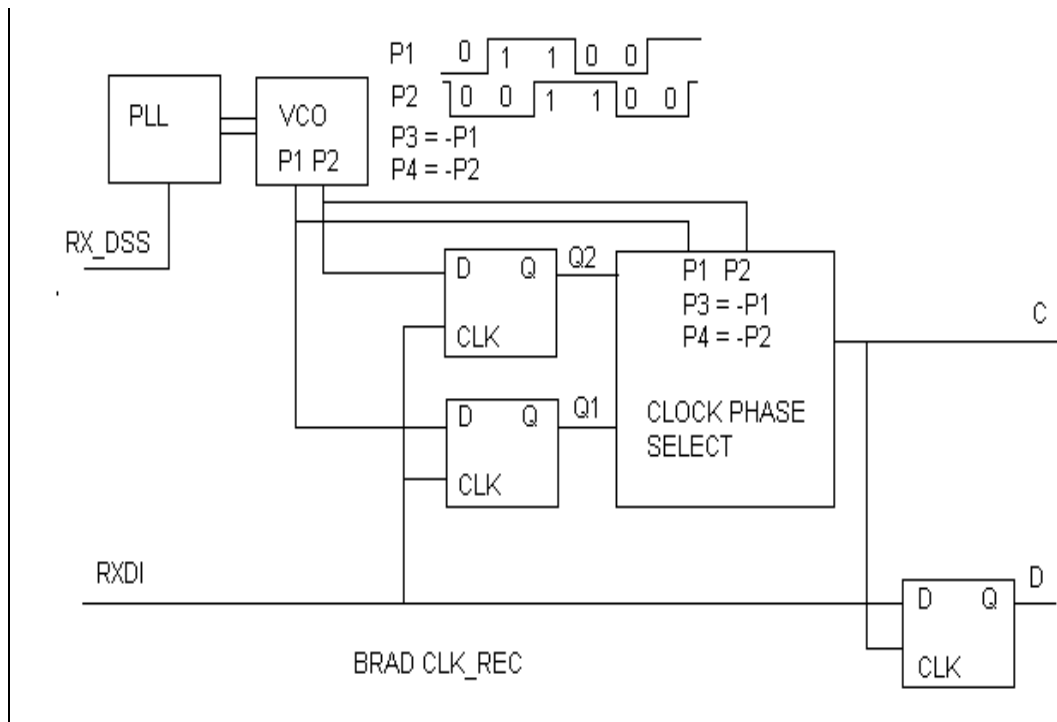 P1 0 1 1 0 0
P2 0 0 1 1 0 0
P3 = -P1
P4 = -P2
PLL
VCO
P1 P2
RX_DSS
D Q
CLK
Q2
D Q
CLK
Q1
P1 P2
P3 = -P1
P4 = -P2
CLOCK PHASE
SELECT
C
RXDI
D Q
CLK
D
BRAD CLK_REC